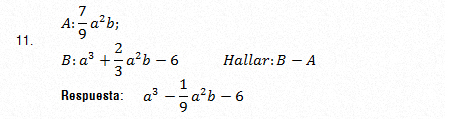 11. A: 7/9 a²b;
B: a³ + 2/3 a²b − 6 Hallar: B − A
Respuesta: a³ − 1/9 a²b − 6